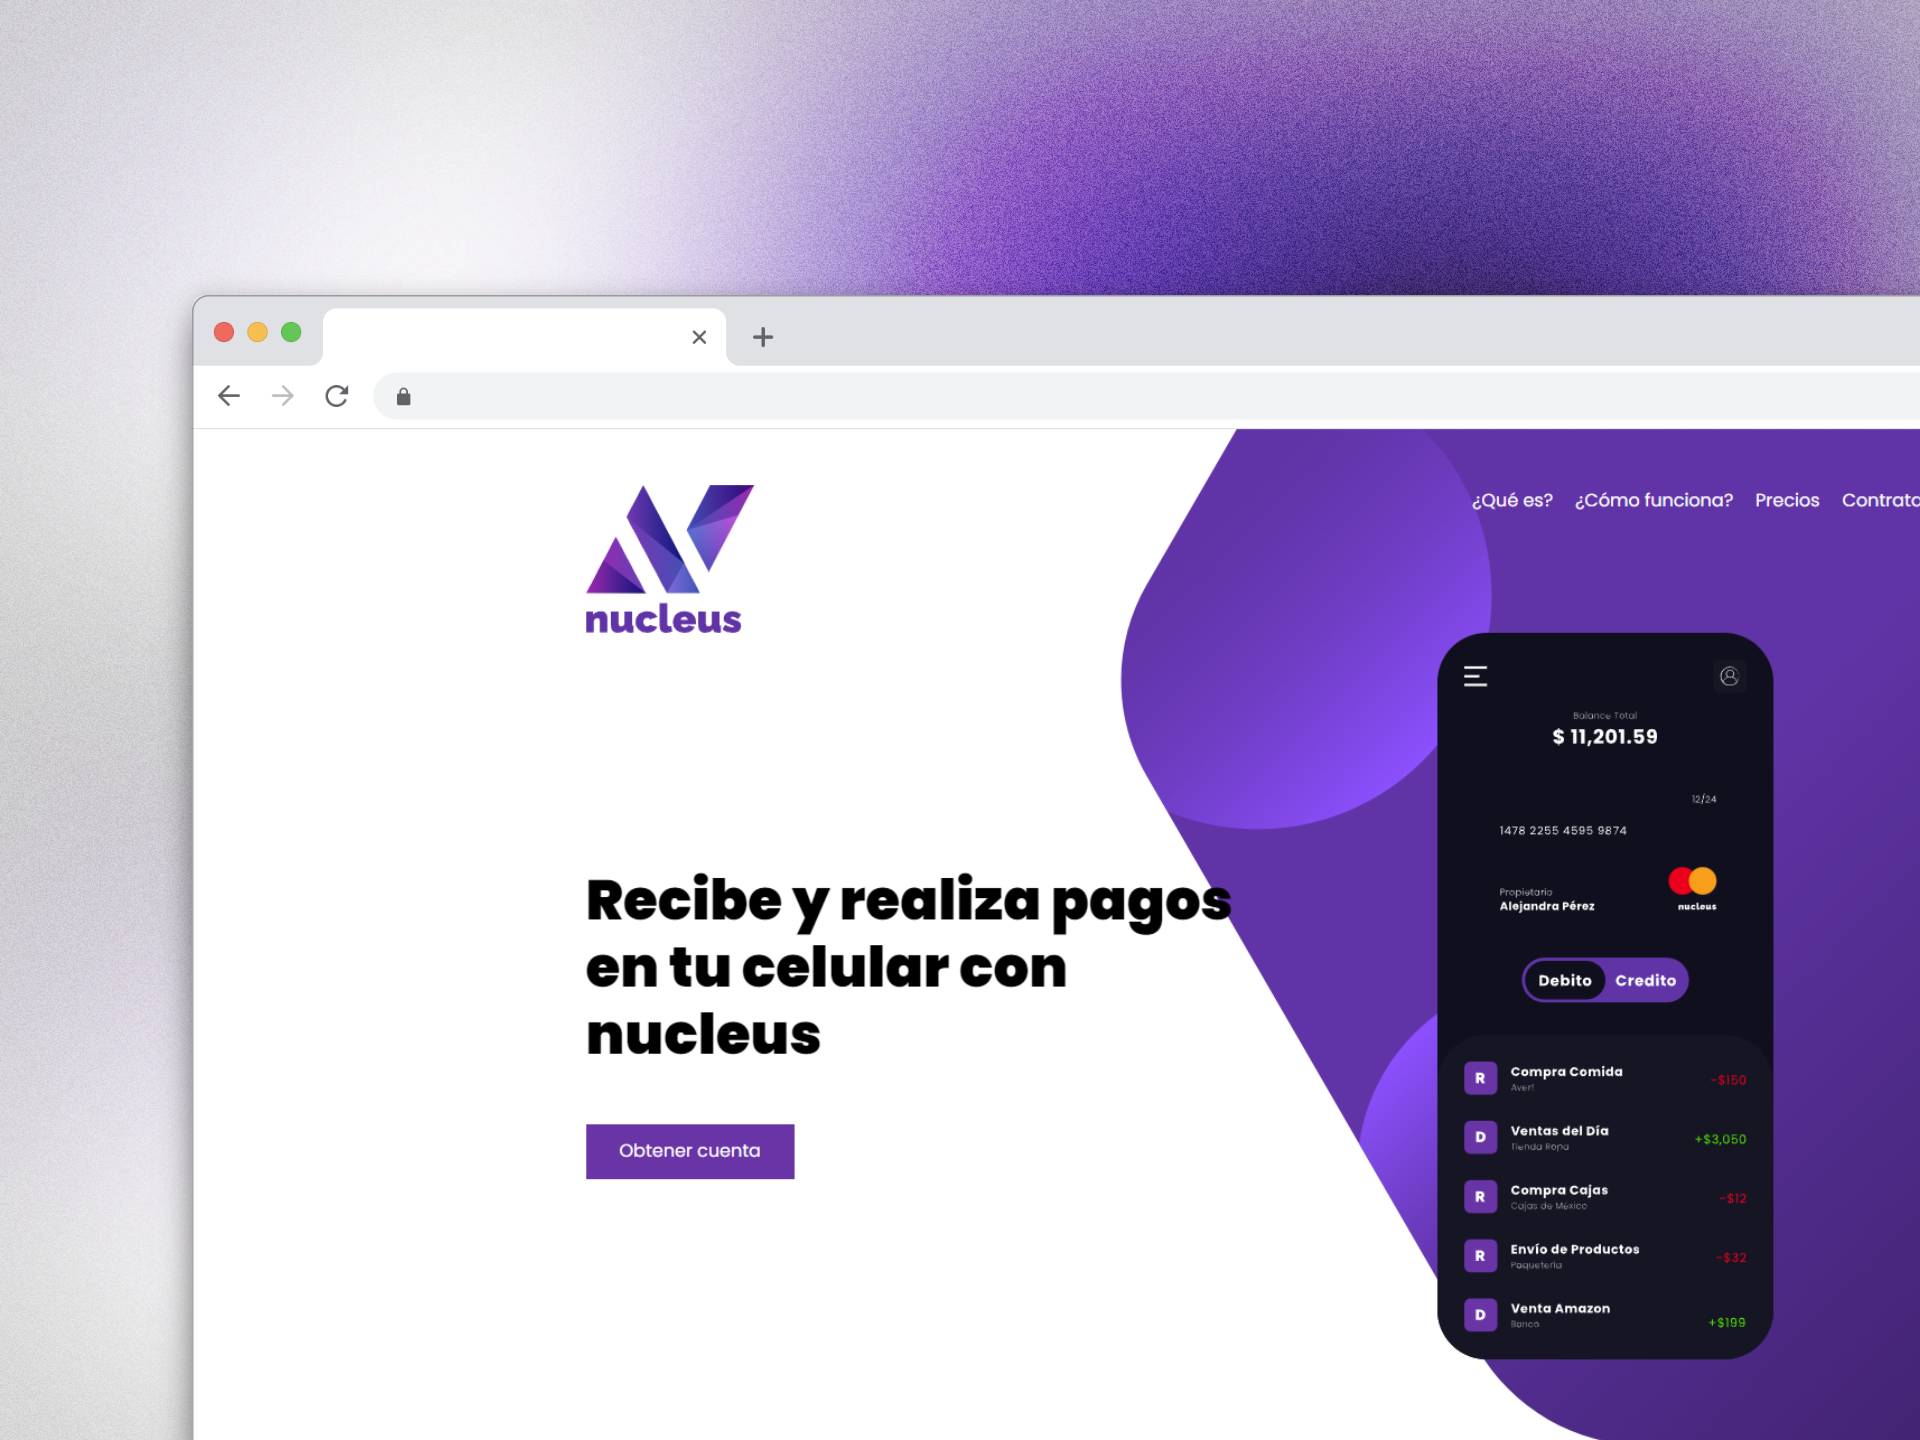 nucleus
¿Qué es? ¿Cómo funciona? Precios Contrata
Recibe y realiza pagos
en tu celular con
nucleus
Obtener cuenta
Balance Total
$ 11,201.59
12/24
1478 2255 4595 9874
Propietario
Alejandra Pérez
nucleus
Debito Credito
R Compra Comida -$150
Aver!
D Ventas del Día +$3,050
Tienda Ropa
R Compra Cajas -$12
Cajas de México
R Envío de Productos -$32
Paquetería
D Venta Amazon +$199
Banco